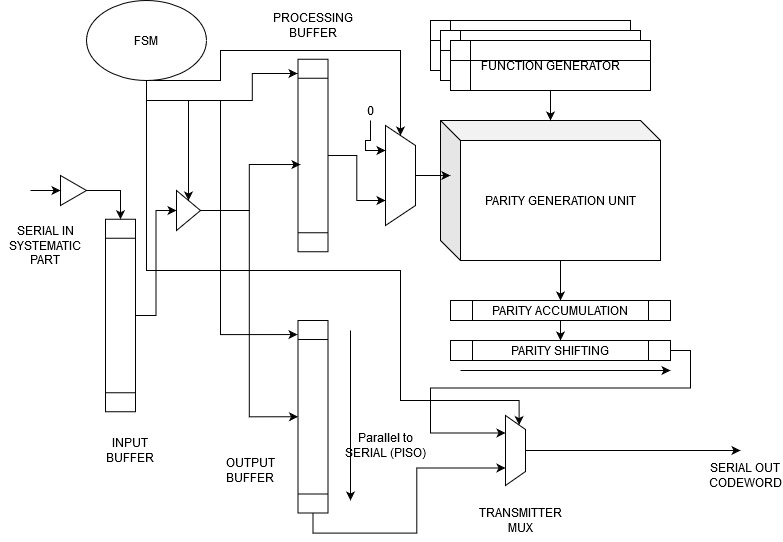 PROCESSING
BUFFER
FSM
FUNCTION GENERATOR
0
PARITY GENERATION UNIT
SERIAL IN
SYSTEMATIC
PART
PARITY ACCUMULATION
PARITY SHIFTING
INPUT
BUFFER
OUTPUT
BUFFER
Parallel to
SERIAL (PISO)
SERIAL OUT
CODEWORD
TRANSMITTER
MUX